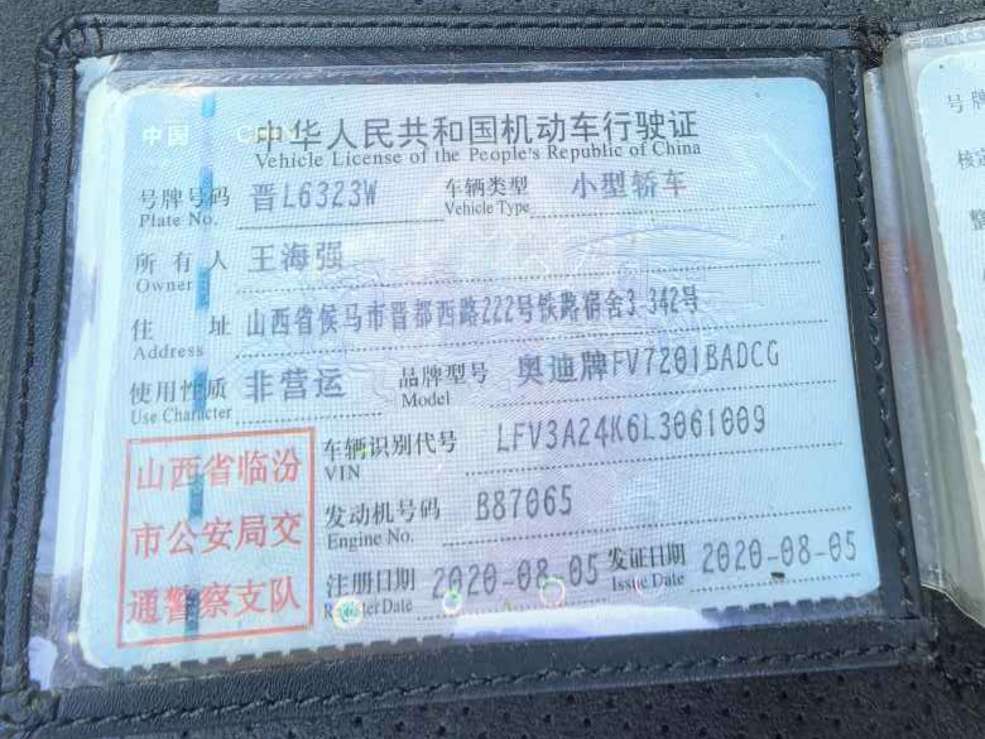 中国
中华人民共和国机动车行驶证
Vehicle License of the People's Republic of China
号牌号码 晋L6323W 车辆类型 小型轿车
Plate No. Vehicle Type
所有人 王海强
Owner
住址 山西省侯马市晋都西路222号铁路宿舍3.342号
Address
使用性质 非营运 品牌型号 奥迪牌FV7201BADCG
Use Character Model
车辆识别代号 LFV3A24K6L3061009
VIN
发动机号码 B87065
Engine No.
注册日期 2020-08-05 发证日期 2020-08-05
Register Date Issue Date
山西省临汾
市公安局交
通警察支队
号牌
核定
整